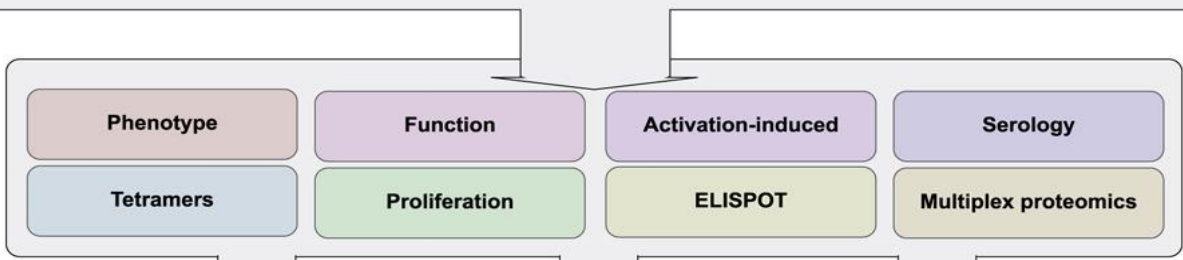 Phenotype
Function
Activation-induced
Serology
Tetramers
Proliferation
ELISPOT
Multiplex proteomics